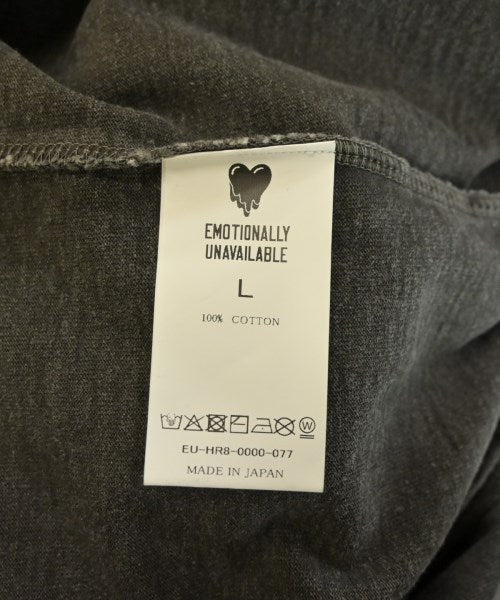 EMOTIONALLY
UNAVAILABLE
L
100% COTTON
W
EU-HR8-0000-077
MADE IN JAPAN